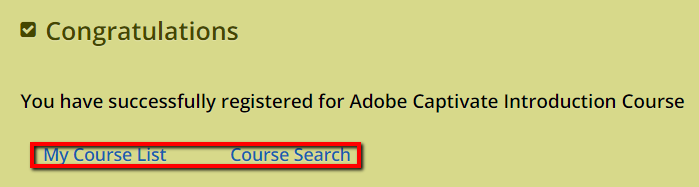 Congratulations
You have successfully registered for Adobe Captivate Introduction Course
My Course List Course Search